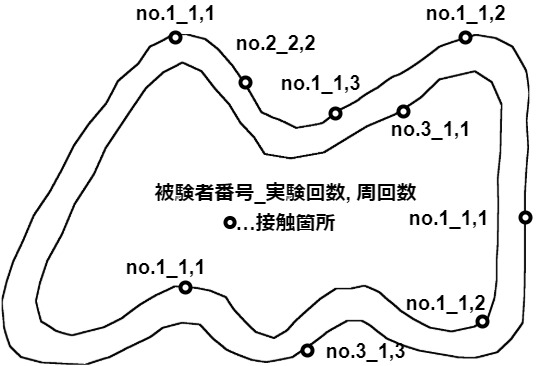 no.1_1,1
no.1_1,2
no.2_2,2
no.1_1,3
no.3_1,1
被験者番号_実験回数, 周回数
…接触箇所
no.1_1,1
no.1_1,1
no.1_1,2
no.3_1,3